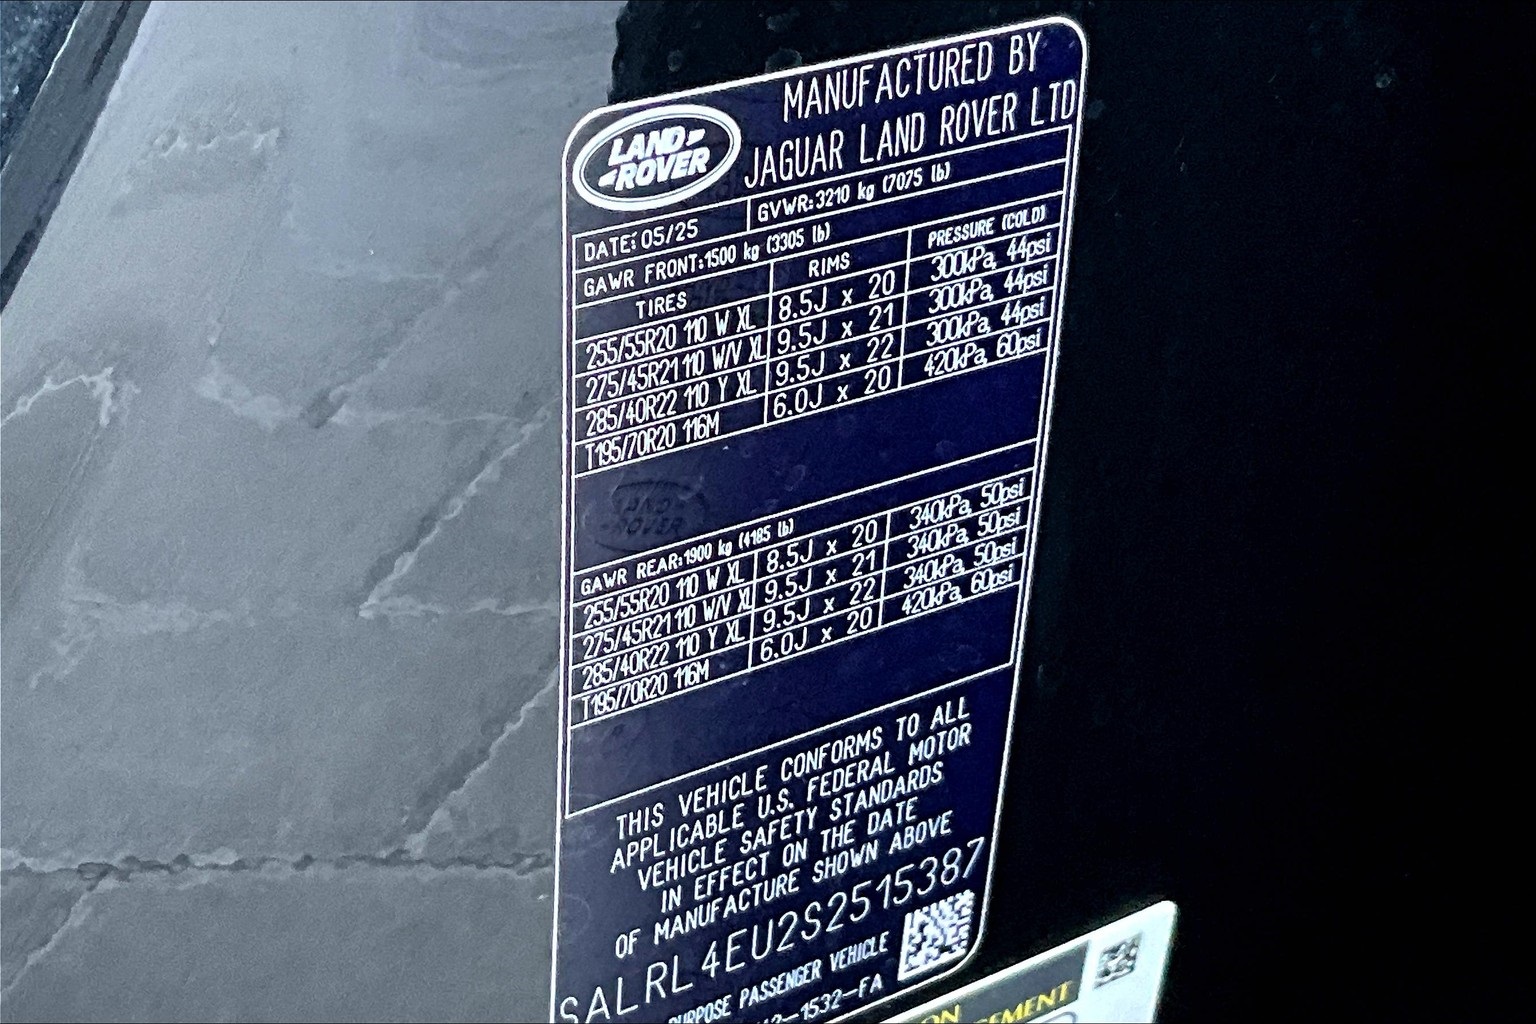 LAND ROVER
MANUFACTURED BY
JAGUAR LAND ROVER LTD
DATE: 05/25 GVWR: 3210 kg (7075 lb)
GAWR FRONT: 1500 kg (3305 lb)
TIRES RIMS PRESSURE (COLD)
255/55R20 110 W XL 8.5J x 20 300kPa, 44psi
275/45R21 110 W/V XL 9.5J x 21 300kPa, 44psi
285/40R22 110 Y XL 9.5J x 22 300kPa, 44psi
T195/70R20 116M 6.0J x 20 420kPa, 60psi
LAND ROVER
GAWR REAR: 1900 kg (4185 lb)
255/55R20 110 W XL 8.5J x 20 340kPa, 50psi
275/45R21 110 W/V XL 9.5J x 21 340kPa, 50psi
285/40R22 110 Y XL 9.5J x 22 340kPa, 50psi
T195/70R20 116M 6.0J x 20 420kPa, 60psi
THIS VEHICLE CONFORMS TO ALL
APPLICABLE U.S. FEDERAL MOTOR
VEHICLE SAFETY STANDARDS
IN EFFECT ON THE DATE
OF MANUFACTURE SHOWN ABOVE
SALRL4EU2S2515387
PURPOSE PASSENGER VEHICLE
-1532-FA